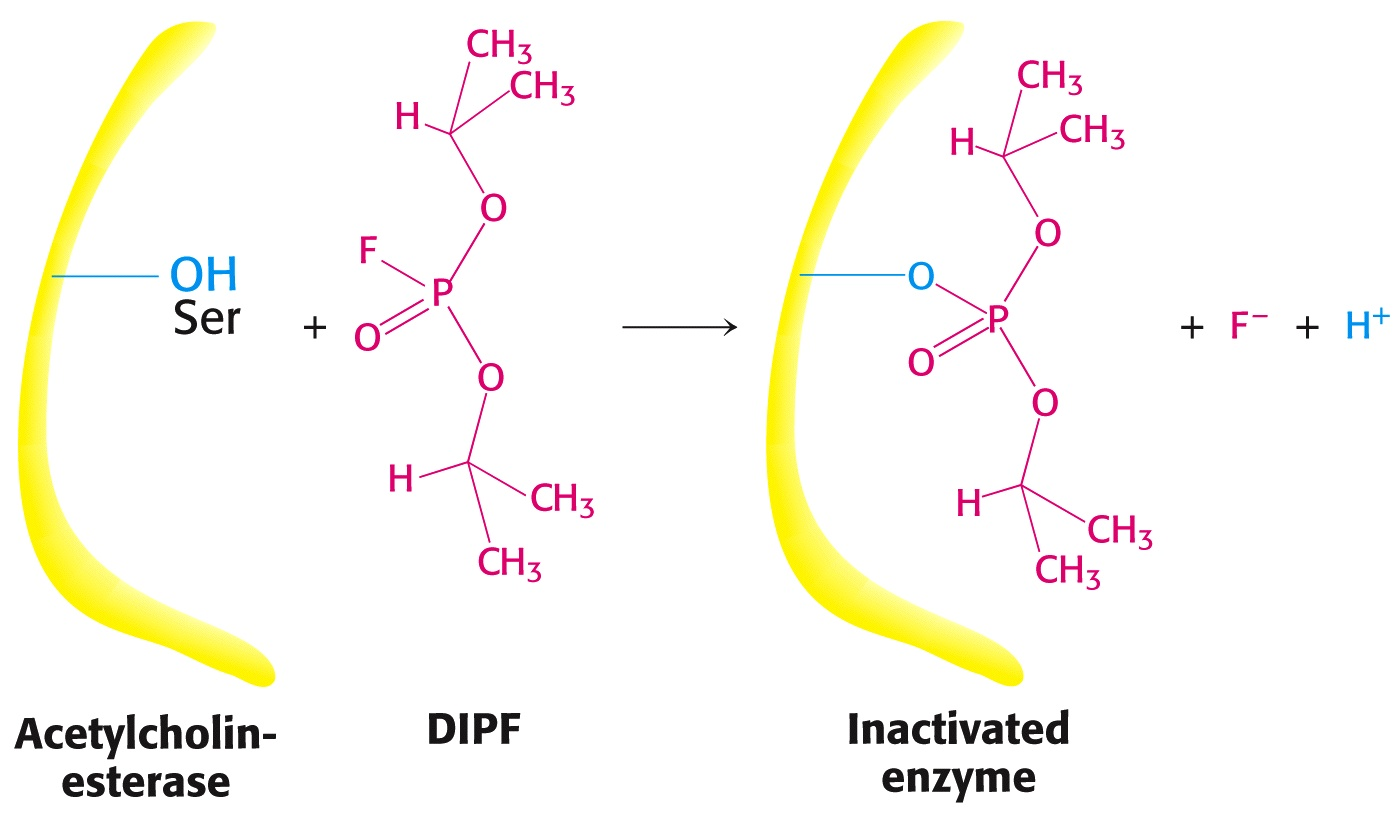 CH₃
CH₃
H
O
F
P
O
O
H
CH₃
CH₃
OH
Ser
+
CH₃
CH₃
H
O
O
P
O
O
H
CH₃
CH₃
+ F⁻ + H⁺
Acetylcholin-
esterase
DIPF
Inactivated
enzyme